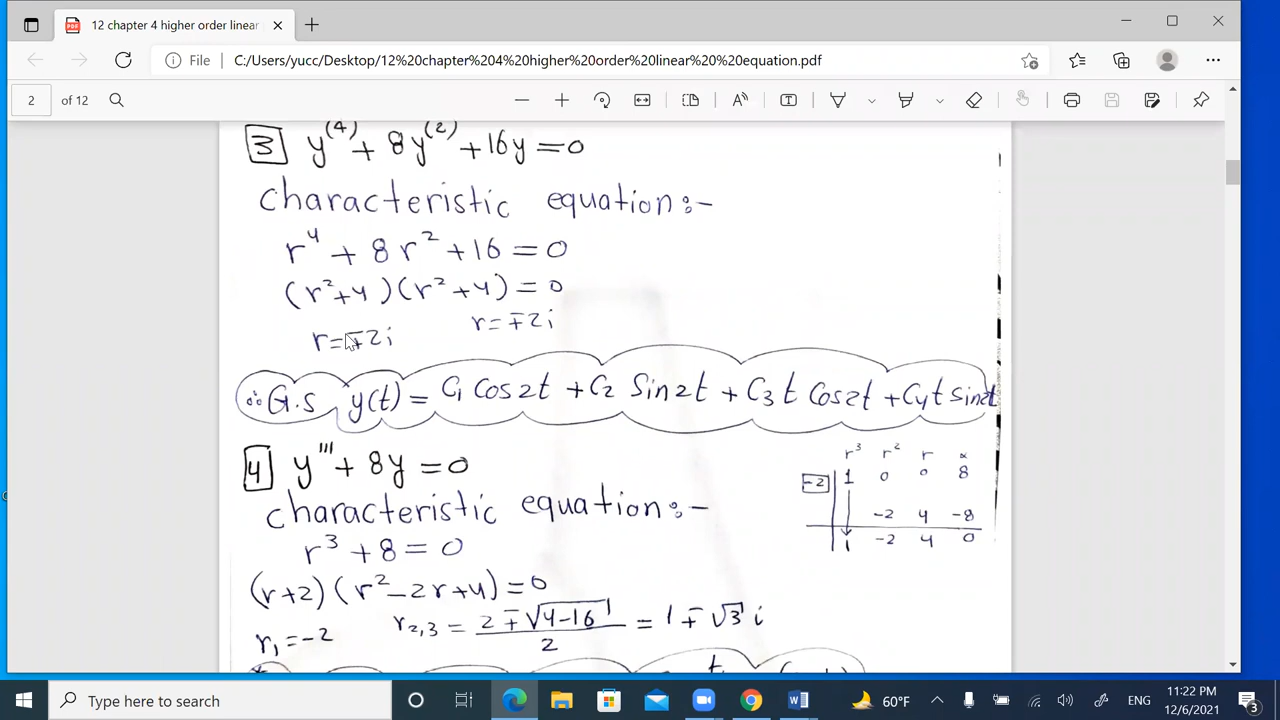 12 chapter 4 higher order linear
File C:/Users/yucc/Desktop/12%20chapter%204%20higher%20order%20linear%20%20equation.pdf
2 of 12
3 y⁽⁴⁾ + 8y⁽²⁾ + 16y = 0
characteristic equation:-
r⁴ + 8r² + 16 = 0
(r²+4)(r²+4) = 0
r=∓2i r=∓2i
∴ G.s y(t) = C₁ Cos2t + C₂ Sin2t + C₃ t Cos2t + C₄ t sin2t
4 y''' + 8y = 0
r³ r² r x
-2 1 0 0 8
-2 4 -8
1 -2 4 0
characteristic equation:-
r³ + 8 = 0
(r+2)(r²-2r+4)=0
r₁=-2 r₂,₃ = 2∓√4-16 / 2 = 1∓√3 i
60°F ENG 11:22 PM
12/6/2021
3
Type here to search